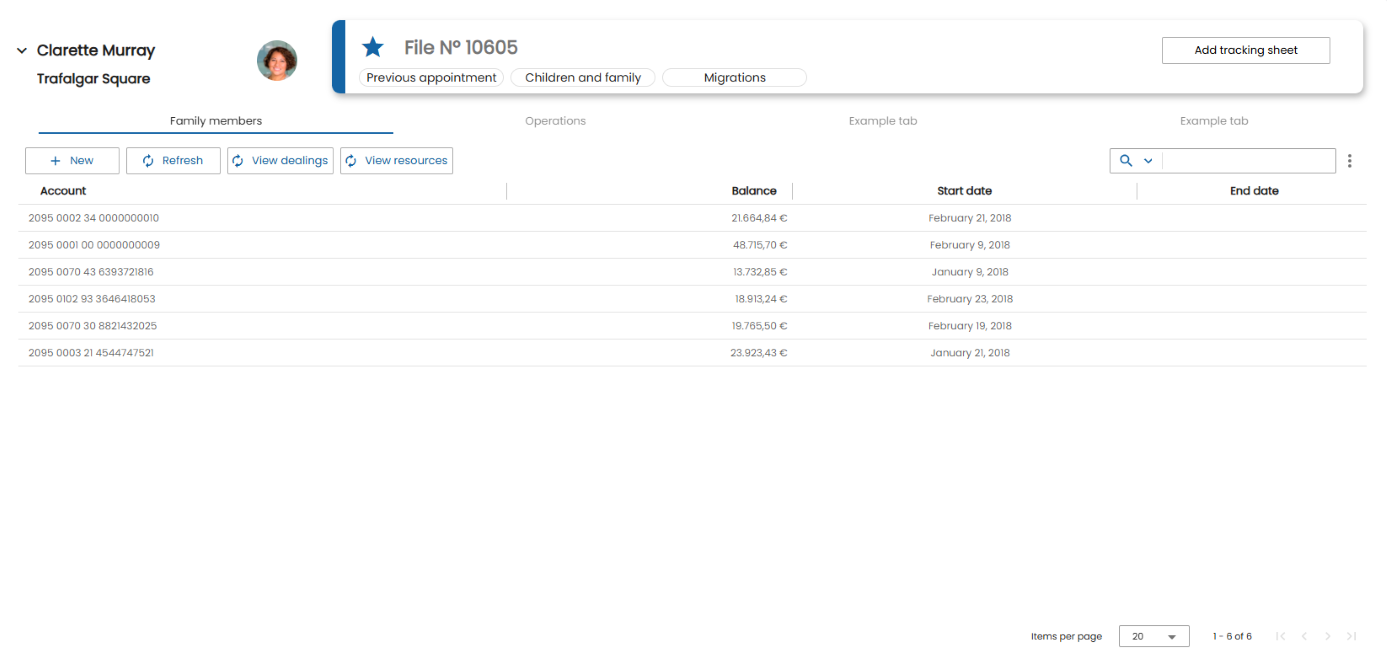 Clarette Murray
Trafalgar Square
File Nº 10605
Previous appointment Children and family Migrations
Add tracking sheet
Family members Operations Example tab Example tab
New Refresh View dealings View resources
Account Balance Start date End date
2095 0002 34 0000000010 21.664,84 € February 21, 2018
2095 0001 00 0000000009 48.715,70 € February 9, 2018
2095 0070 43 6393721816 13.732,85 € January 9, 2018
2095 0102 93 3646418053 18.913,24 € February 23, 2018
2095 0070 30 8821432025 19.765,50 € February 19, 2018
2095 0003 21 4544747521 23.923,43 € January 21, 2018
Items per page 20 1 - 6 of 6